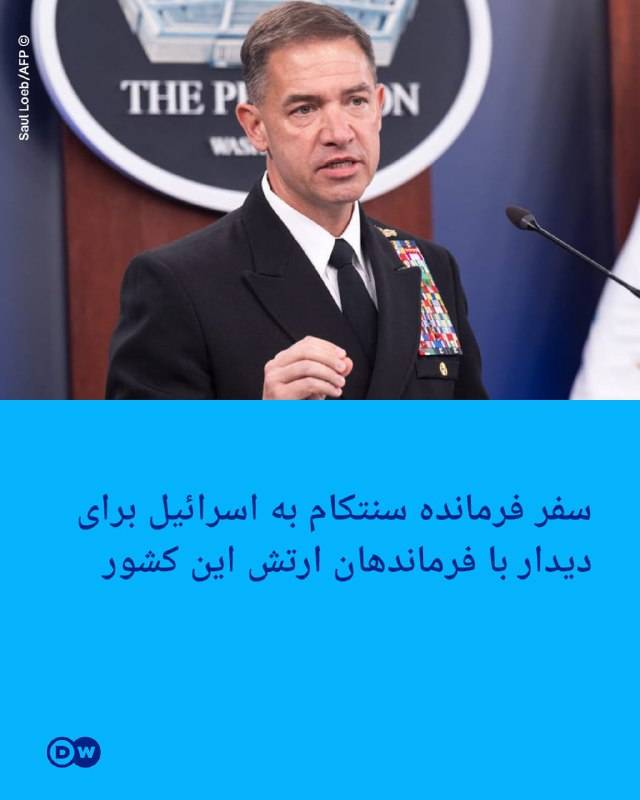 © Saul Loeb/AFP
THE PE ON
WAS
سفر فرمانده سنتکام به اسرائیل برای
دیدار با فرماندهان ارتش این کشور
DW